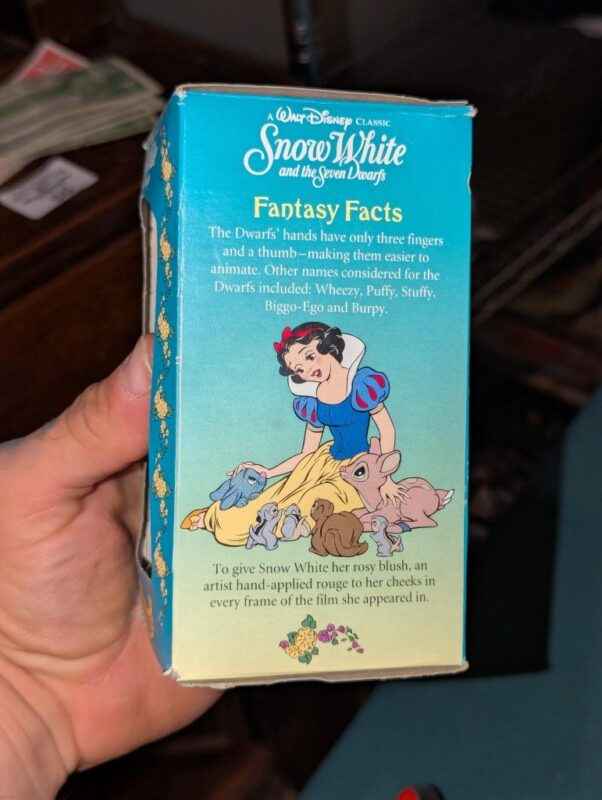 A Walt Disney CLASSIC
Snow White
and the Seven Dwarfs
Fantasy Facts
The Dwarfs' hands have only three fingers
and a thumb—making them easier to
animate. Other names considered for the
Dwarfs included: Wheezy, Puffy, Stuffy,
Biggo-Ego and Burpy.
To give Snow White her rosy blush, an
artist hand-applied rouge to her cheeks in
every frame of the film she appeared in.